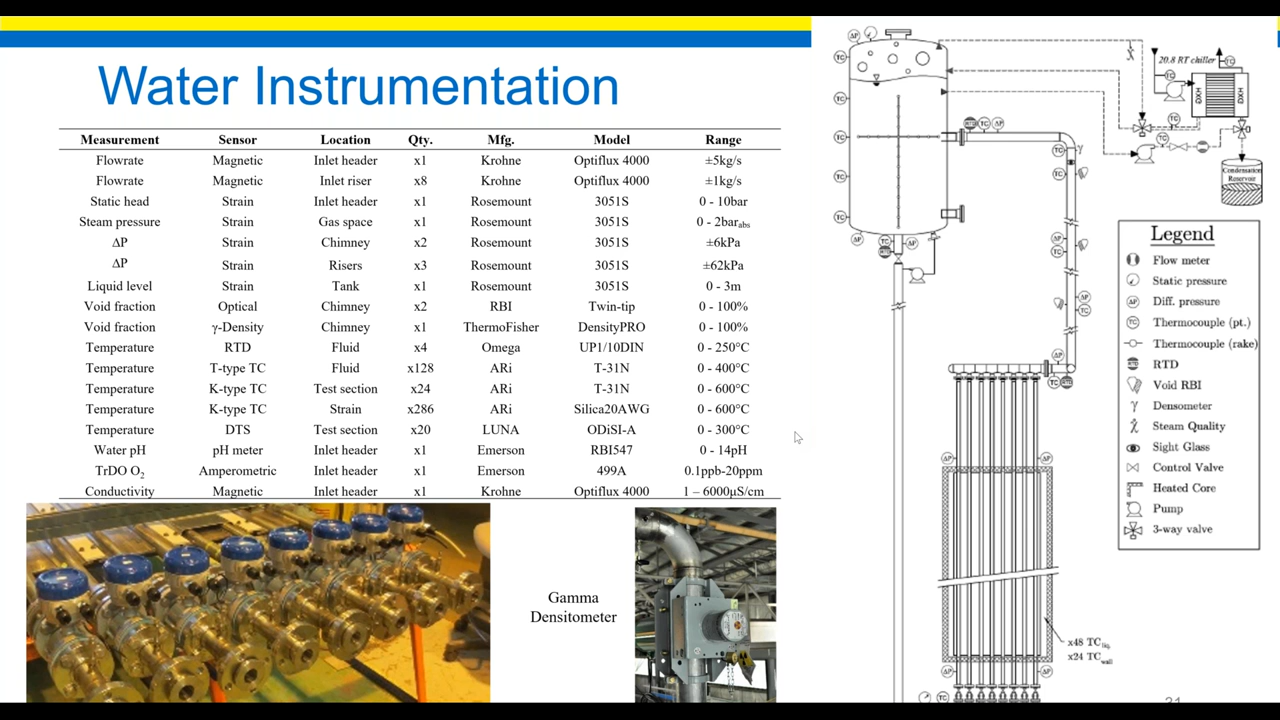 Water Instrumentation
Measurement Sensor Location Qty. Mfg. Model Range
Flowrate Magnetic Inlet header x1 Krohne Optiflux 4000 ±5kg/s
Flowrate Magnetic Inlet riser x8 Krohne Optiflux 4000 ±1kg/s
Static head Strain Inlet header x1 Rosemount 3051S 0 - 10bar
Steam pressure Strain Gas space x1 Rosemount 3051S 0 - 2barabs
ΔP Strain Chimney x2 Rosemount 3051S ±6kPa
ΔP Strain Risers x3 Rosemount 3051S ±62kPa
Liquid level Strain Tank x1 Rosemount 3051S 0 - 3m
Void fraction Optical Chimney x2 RBI Twin-tip 0 - 100%
Void fraction γ-Density Chimney x1 ThermoFisher DensityPRO 0 - 100%
Temperature RTD Fluid x4 Omega UP1/10DIN 0 - 250°C
Temperature T-type TC Fluid x128 ARi T-31N 0 - 400°C
Temperature K-type TC Test section x24 ARi T-31N 0 - 600°C
Temperature K-type TC Strain x286 ARi Silica20AWG 0 - 600°C
Temperature DTS Test section x20 LUNA ODiSI-A 0 - 300°C
Water pH pH meter Inlet header x1 Emerson RBI547 0 - 14pH
TrDO O2 Amperometric Inlet header x1 Emerson 499A 0.1ppb-20ppm
Conductivity Magnetic Inlet header x1 Krohne Optiflux 4000 1 – 6000µS/cm
Gamma
Densitometer
20.8 RT chiller
HXX
HXX
Condensation
Reservoir
Legend
Flow meter
Static pressure
ΔP Diff. pressure
TC Thermocouple (pt.)
Thermocouple (rake)
RTD RTD
Void RBI
γ Densometer
Steam Quality
Sight Glass
Control Valve
Heated Core
Pump
3-way valve
x48 TCliq
x24 TCwall